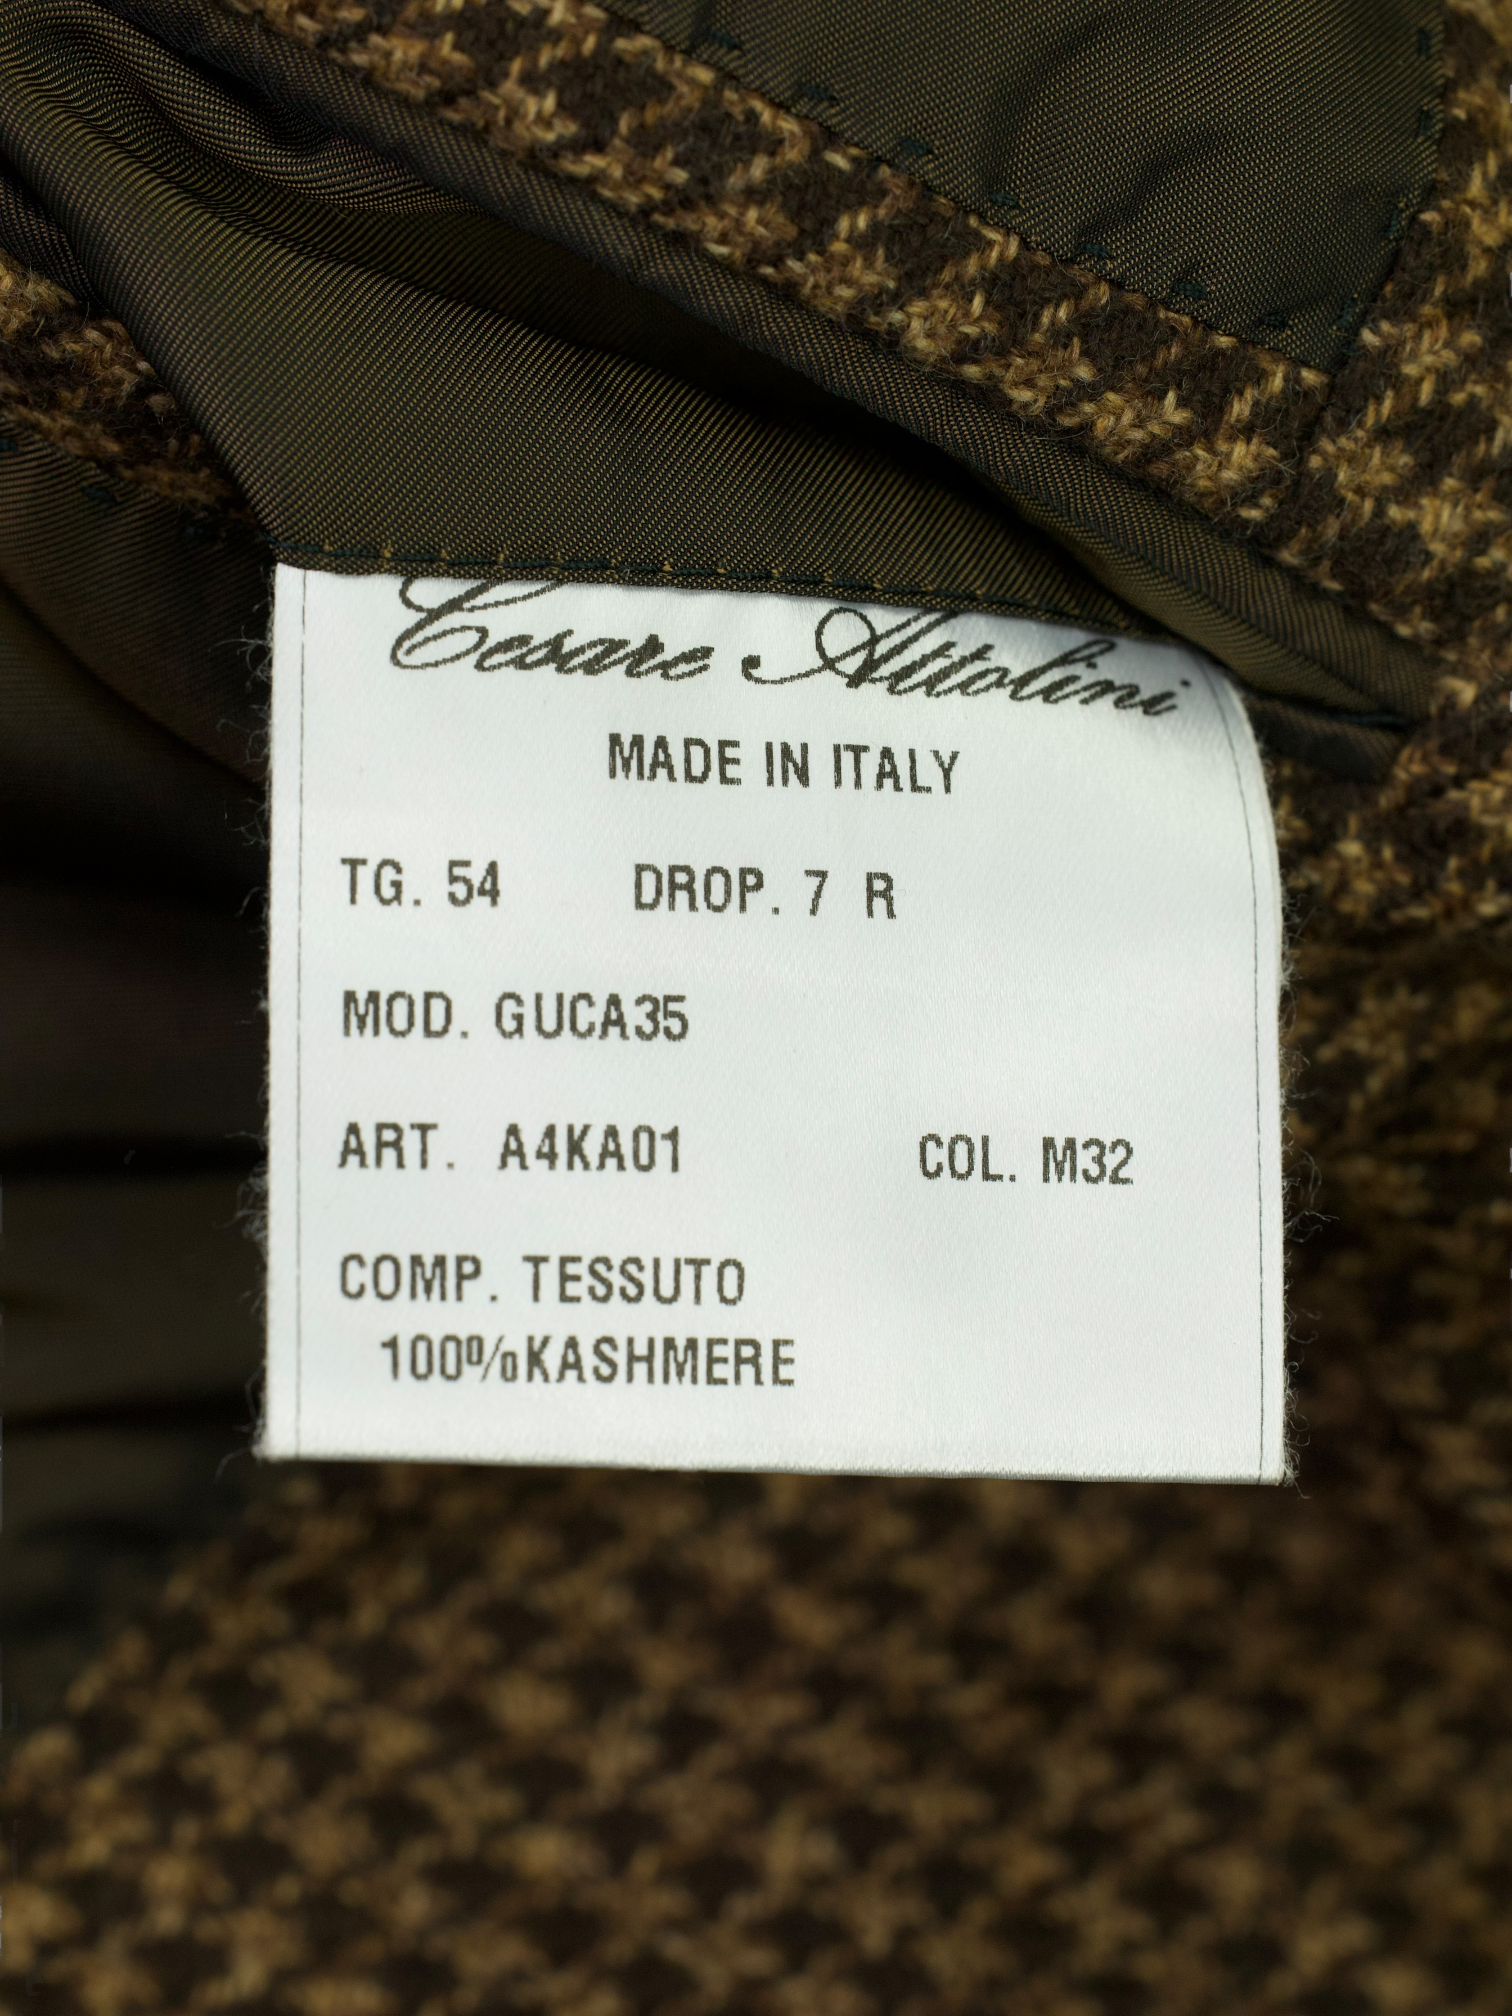 Cesare Attolini
MADE IN ITALY
TG. 54 DROP. 7 R
MOD. GUCA35
ART. A4KA01 COL. M32
COMP. TESSUTO
100%KASHMERE